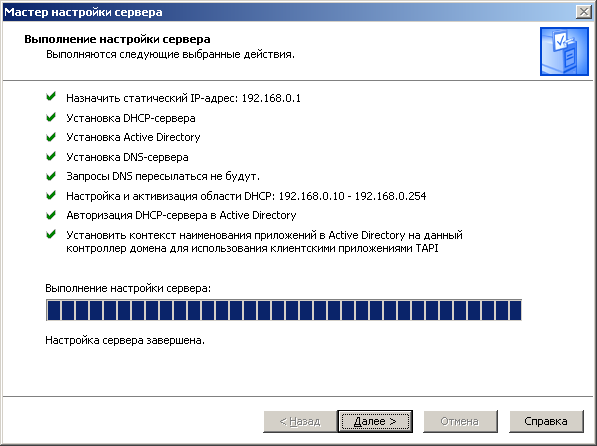 Мастер настройки сервера
Выполнение настройки сервера
Выполняются следующие выбранные действия.
Назначить статический IP-адрес: 192.168.0.1
Установка DHCP-сервера
Установка Active Directory
Установка DNS-сервера
Запросы DNS пересылаться не будут.
Настройка и активизация области DHCP: 192.168.0.10 - 192.168.0.254
Авторизация DHCP-сервера в Active Directory
Установить контекст наименования приложений в Active Directory на данный
контроллер домена для использования клиентскими приложениями TAPI
Выполнение настройки сервера:
Настройка сервера завершена.
< Назад
Далее >
Отмена
Справка